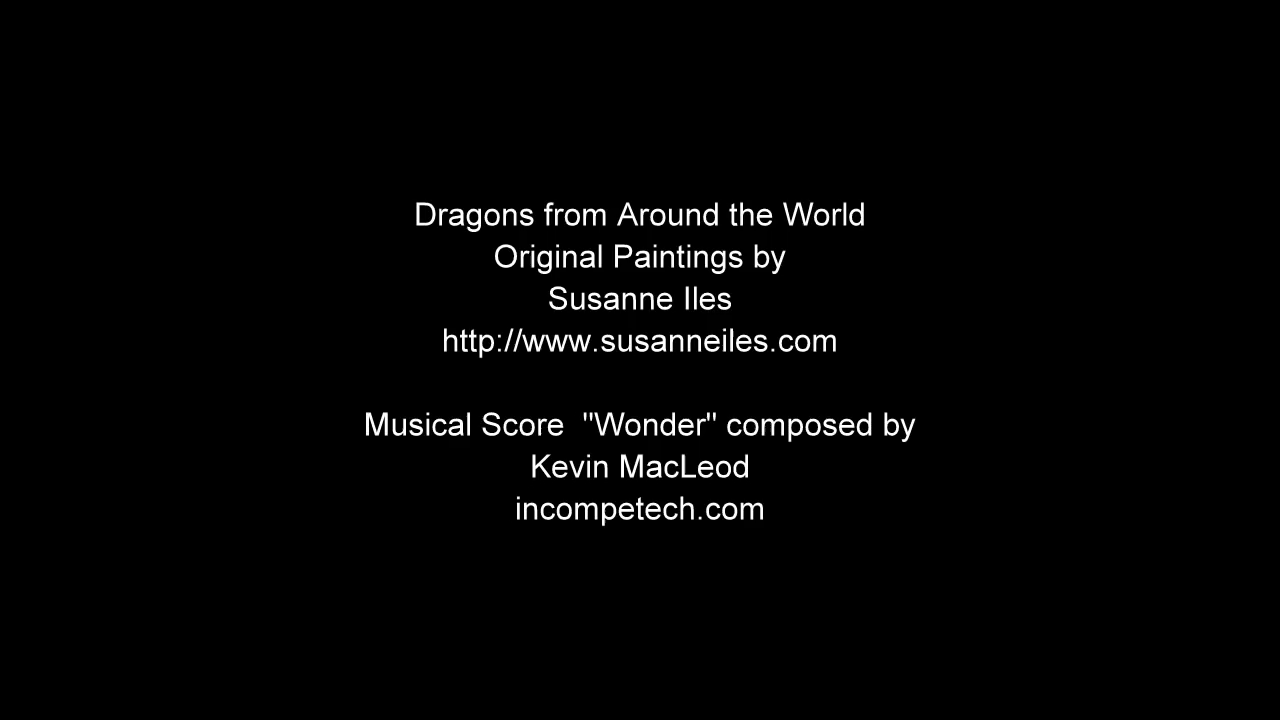 Dragons from Around the World
Original Paintings by
Susanne Iles
http://www.susanneiles.com
Musical Score  "Wonder" composed by
Kevin MacLeod
incompetech.com